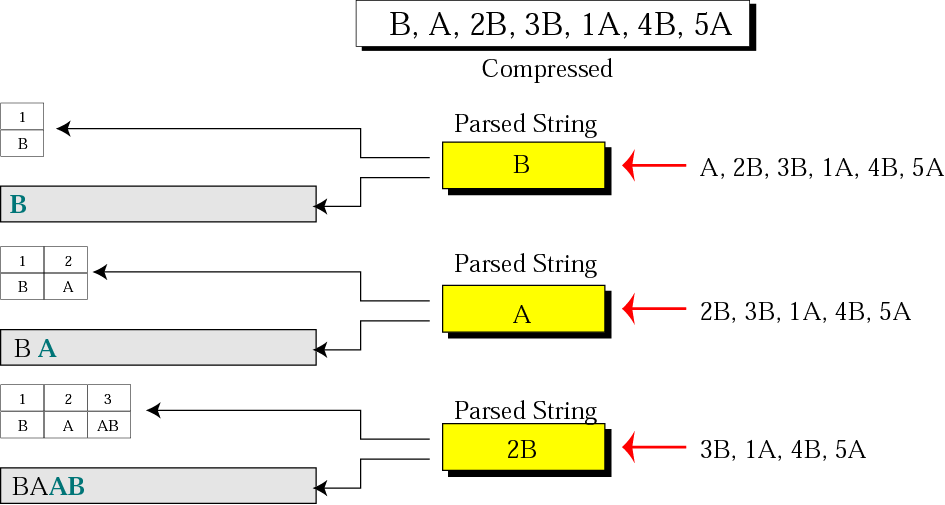 B, A, 2B, 3B, 1A, 4B, 5A
Compressed
1
B
Parsed String
B
A, 2B, 3B, 1A, 4B, 5A
B
1 2
B A
Parsed String
A
2B, 3B, 1A, 4B, 5A
B A
1 2 3
B A AB
Parsed String
2B
3B, 1A, 4B, 5A
BAAB